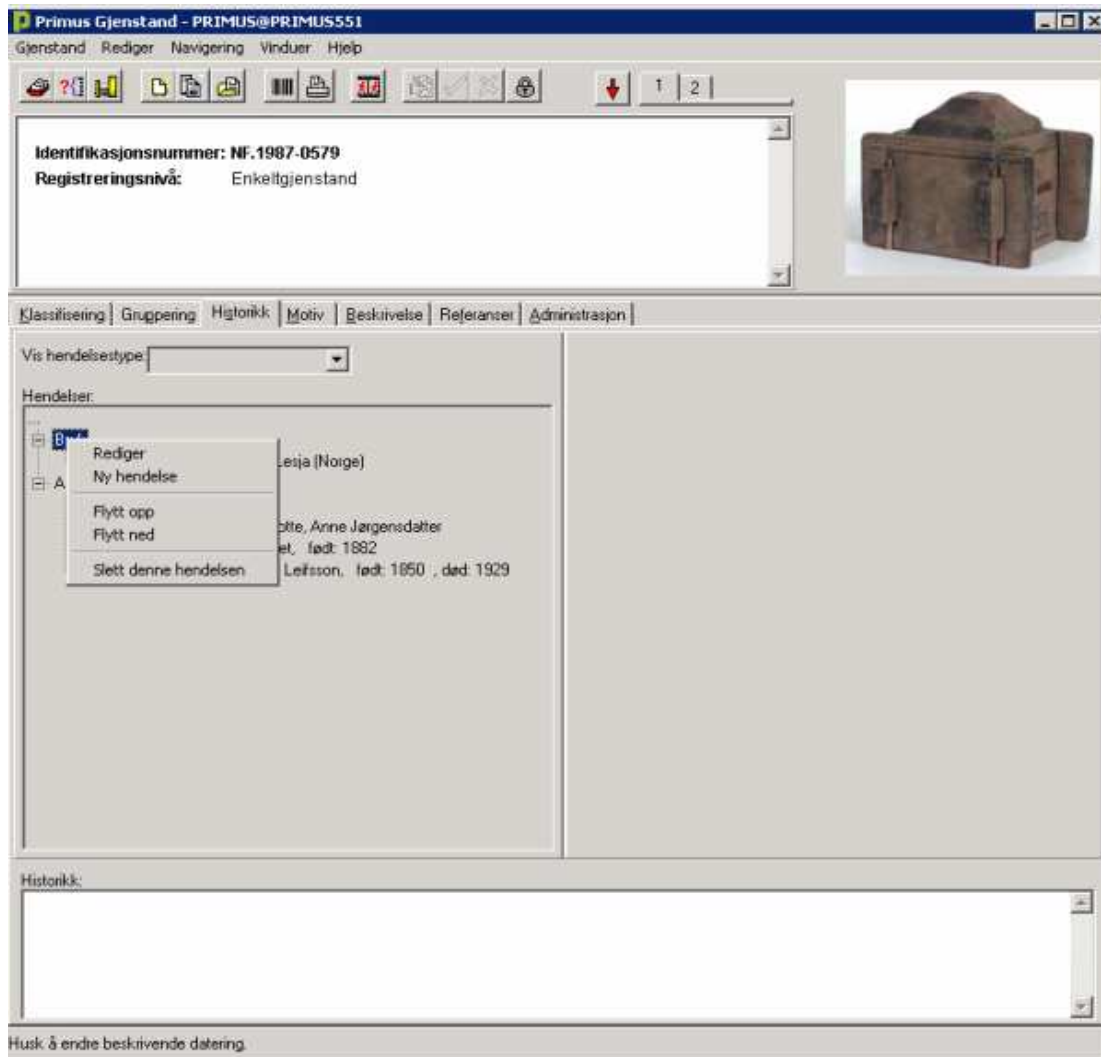 Primus Gjenstand - PRIMUS@PRIMUS551
Gjenstand Rediger Navigering Vinduer Hjelp
1 2
Identifikasjonsnummer: NF.1987-0579
Registreringsnivå: Enkeltgjenstand
Klassifisering Gruppering Historikk Motiv Beskrivelse Referanser Administrasjon
Vis hendelsestype:
Hendelser:
Rediger
Lesja (Norge)
Ny hendelse
A
Flytt opp
otte, Anne Jørgensdatter
Flytt ned
et, født: 1882
Slett denne hendelsen
Leifsson, født: 1850 , død: 1929
Historikk:
Husk å endre beskrivende datering.